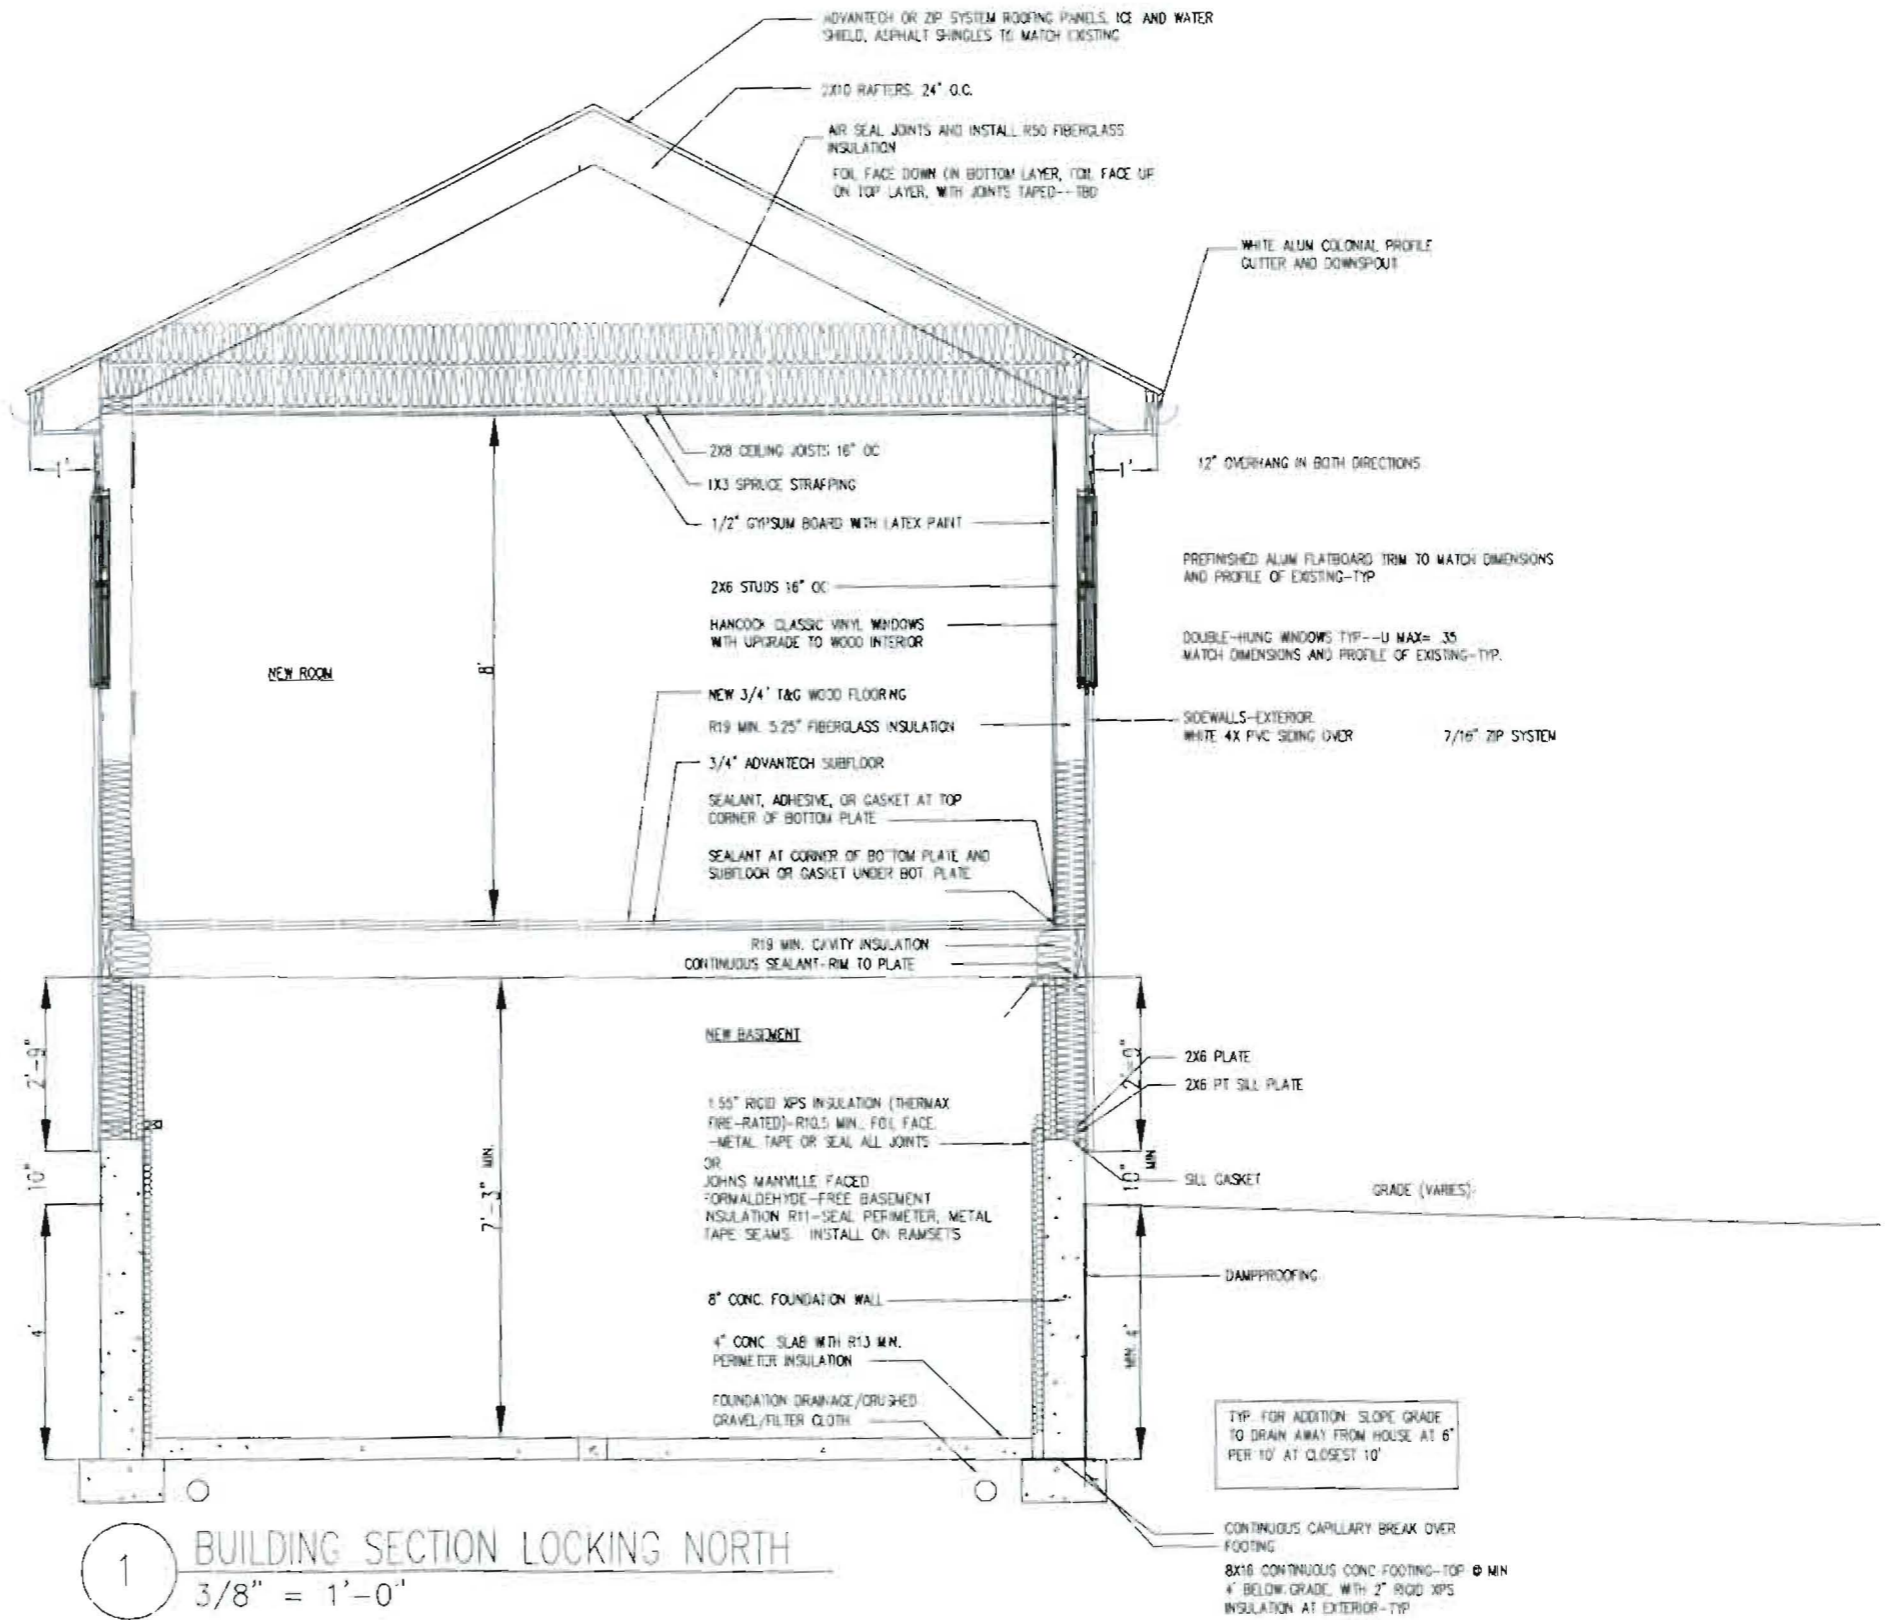 ADVANTECH OR ZIP SYSTEM ROOFING PANELS, ICE AND WATER
SHIELD, ASPHALT SHINGLES TO MATCH EXISTING
2X10 RAFTERS 24" O.C.
AIR SEAL JOINTS AND INSTALL R50 FIBERGLASS
INSULATION
FOIL FACE DOWN ON BOTTOM LAYER, FOIL FACE UP
ON TOP LAYER, WITH JOINTS TAPED--TBD
WHITE ALUM COLONIAL PROFILE
GUTTER AND DOWNSPOUT
1'
1'
12" OVERHANG IN BOTH DIRECTIONS
2X8 CEILING JOISTS 16" OC
1X3 SPRUCE STRAPPING
1/2" GYPSUM BOARD WITH LATEX PAINT
PREFINISHED ALUM FLATBOARD TRIM TO MATCH DIMENSIONS
AND PROFILE OF EXISTING-TYP
2X6 STUDS 16" OC
HANCOCK CLASSIC VINYL WINDOWS
WITH UPGRADE TO WOOD INTERIOR
DOUBLE-HUNG WINDOWS TYP--U MAX= .35
MATCH DIMENSIONS AND PROFILE OF EXISTING-TYP.
NEW ROOM
8'
NEW 3/4" T&G WOOD FLOORING
R19 MIN. 5.25" FIBERGLASS INSULATION
SIDEWALLS-EXTERIOR
WHITE 4X PVC SIDING OVER 7/16" ZIP SYSTEM
3/4" ADVANTECH SUBFLOOR
SEALANT, ADHESIVE, OR GASKET AT TOP
CORNER OF BOTTOM PLATE
SEALANT AT CORNER OF BOTTOM PLATE AND
SUBFLOOR OR GASKET UNDER BOT. PLATE
R19 MIN. CAVITY INSULATION
CONTINUOUS SEALANT-RIM TO PLATE
NEW BASEMENT
2'-9"
2'-9"
2X6 PLATE
2X6 PT SILL PLATE
1.55" RIGID XPS INSULATION (THERMAX
FIRE-RATED)-R10.5 MIN., FOIL FACE.
-METAL TAPE OR SEAL ALL JOINTS
OR
JOHNS MANVILLE FACED
FORMALDEHYDE-FREE BASEMENT
INSULATION R11-SEAL PERIMETER, METAL
TAPE SEAMS. INSTALL ON RAMSETS
10"
7'-3" MIN.
10" MIN
SILL GASKET
GRADE (VARIES)
DAMPPROOFING
8" CONC. FOUNDATION WALL
4'
MIN. 4'
4" CONC. SLAB WITH R13 MIN.
PERIMETER INSULATION
FOUNDATION DRAINAGE/CRUSHED
GRAVEL/FILTER CLOTH
TYP. FOR ADDITION: SLOPE GRADE
TO DRAIN AWAY FROM HOUSE AT 6"
PER 10' AT CLOSEST 10'
CONTINUOUS CAPILLARY BREAK OVER
FOOTING
8X16 CONTINUOUS CONC FOOTING-TOP @ MIN
4' BELOW GRADE, WITH 2" RIGID XPS
INSULATION AT EXTERIOR-TYP
1
BUILDING SECTION LOOKING NORTH
3/8" = 1'-0"